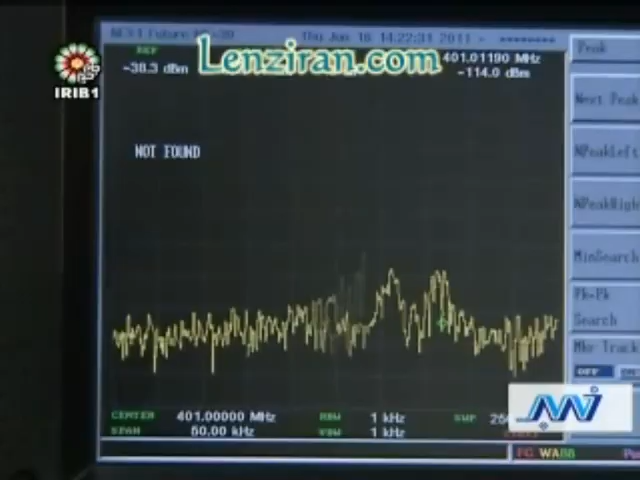 Thu Jun 16 14:22:31 2011
Lenziran.com
REF
-38.3 dBm
401.01190 MHz
-114.0 dBm
IRIB1
NOT FOUND
Peak
Next Peak
NPeakLeft
NPeakRight
MinSearch
Pk-Pk
Search
Mkr Track
OFF
CENTER 401.00000 MHz RBW 1 kHz SWP
SPAN 50.00 kHz VBW 1 kHz